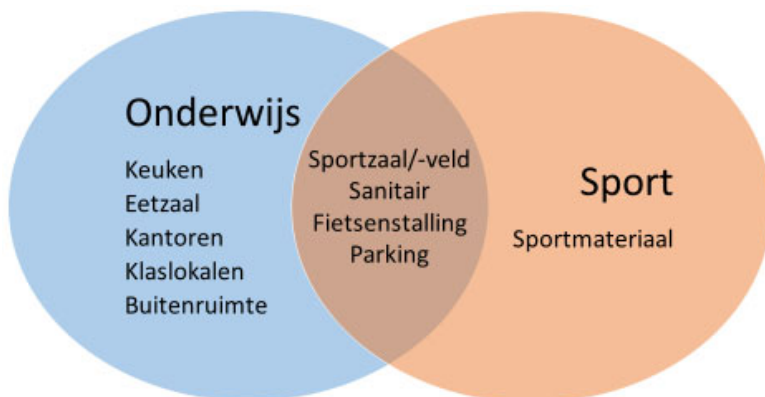 Onderwijs
Keuken
Eetzaal
Kantoren
Klaslokalen
Buitenruimte
Sportzaal/-veld
Sanitair
Fietsenstalling
Parking
Sport
Sportmateriaal